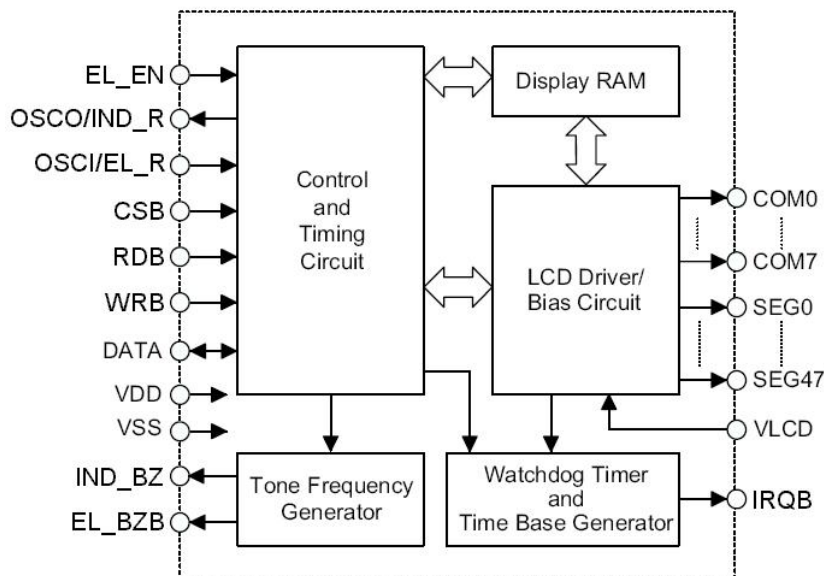 EL_EN
OSCO/IND_R
OSCI/EL_R
CSB
RDB
WRB
DATA
VDD
VSS
IND_BZ
EL_BZB
Control
and
Timing
Circuit
Display RAM
LCD Driver/
Bias Circuit
Tone Frequency
Generator
Watchdog Timer
and
Time Base Generator
COM0
COM7
SEG0
SEG47
VLCD
IRQB